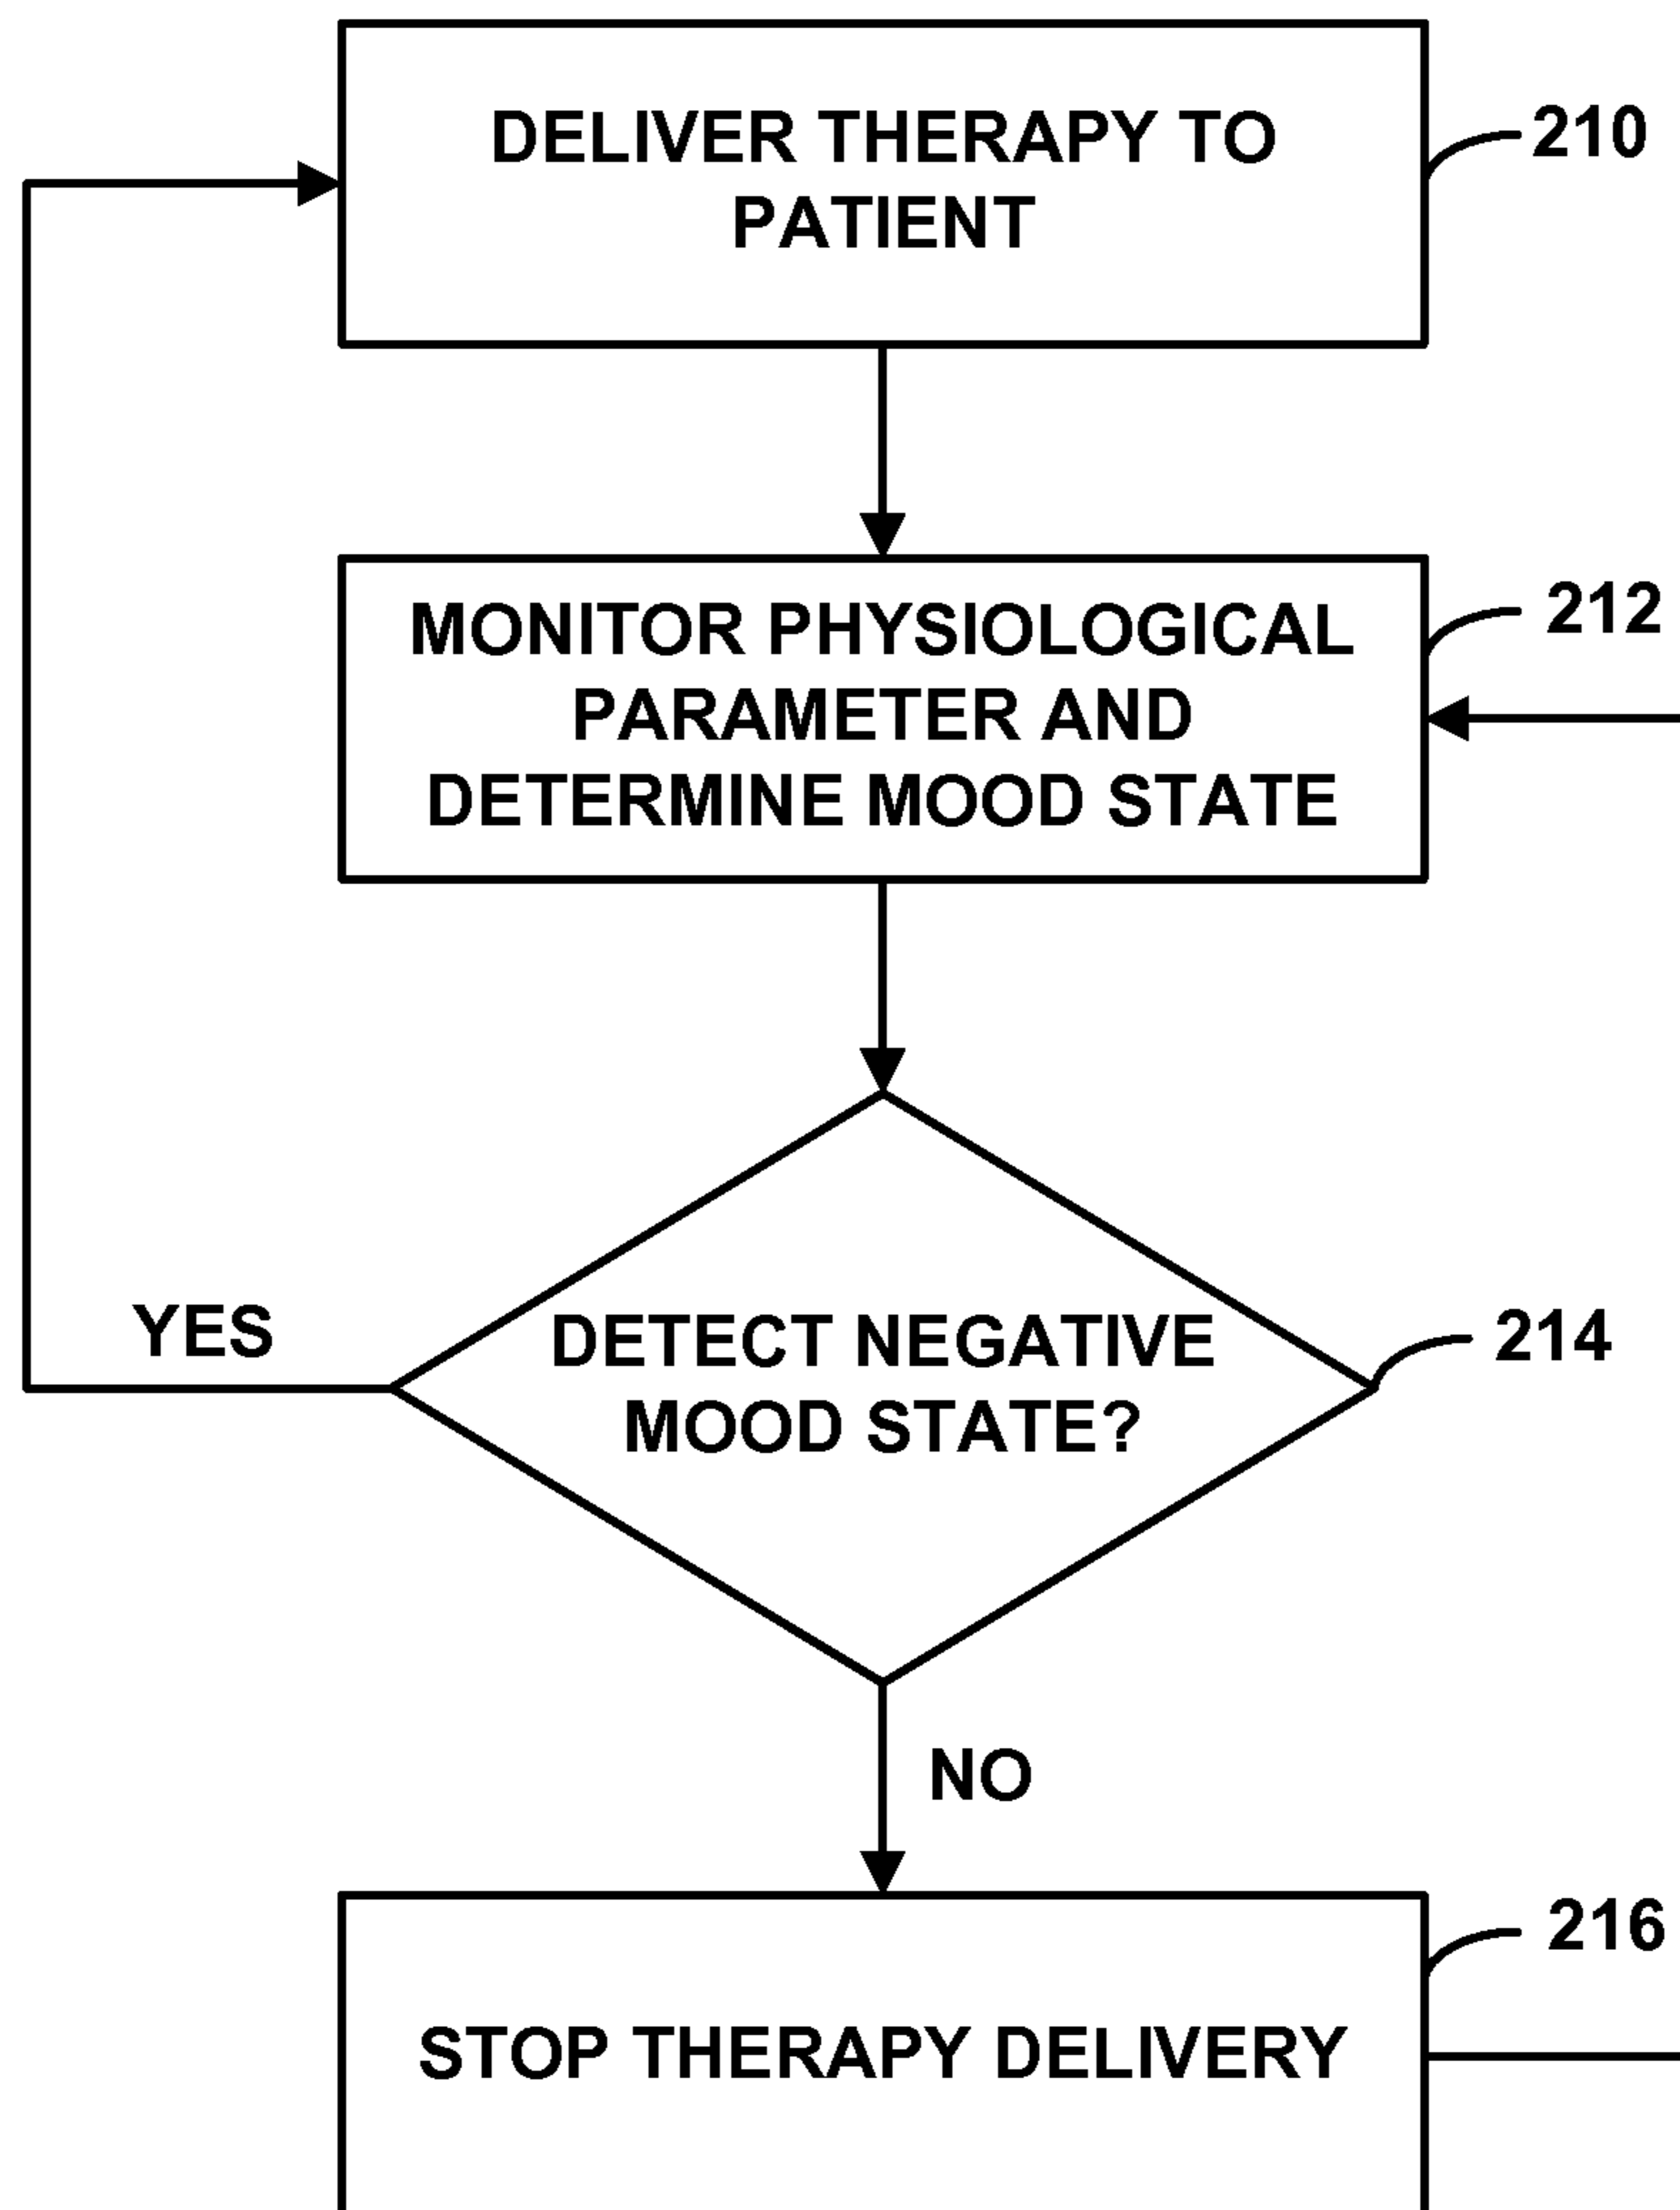 DELIVER THERAPY TO
PATIENT
210
MONITOR PHYSIOLOGICAL
PARAMETER AND
DETERMINE MOOD STATE
212
DETECT NEGATIVE
MOOD STATE?
214
YES
NO
STOP THERAPY DELIVERY
216